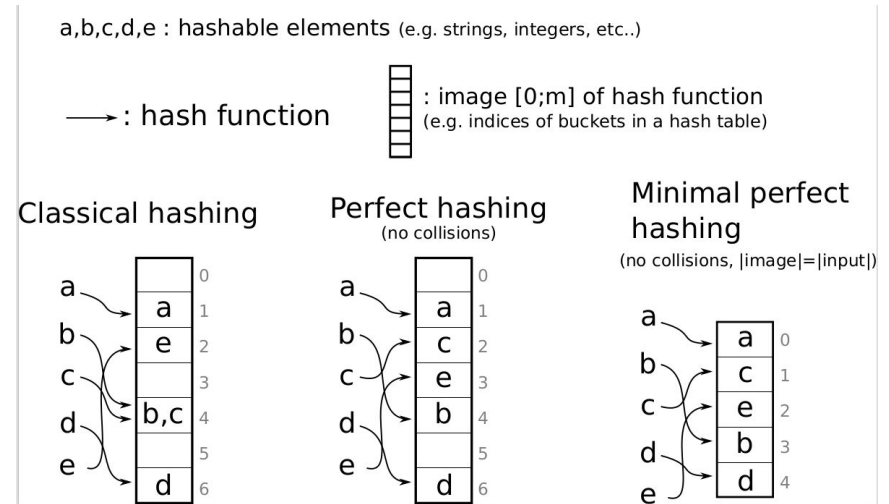 a,b,c,d,e : hashable elements (e.g. strings, integers, etc..)
: hash function
: image [0;m] of hash function
(e.g. indices of buckets in a hash table)
Classical hashing
a
b
c
d
e
a
e
b,c
d
0
1
2
3
4
5
6
Perfect hashing
(no collisions)
a
b
c
d
e
a
c
e
b
d
0
1
2
3
4
5
6
Minimal perfect
hashing
(no collisions, |image|=|input|)
a
b
c
d
e
a
c
e
b
d
0
1
2
3
4